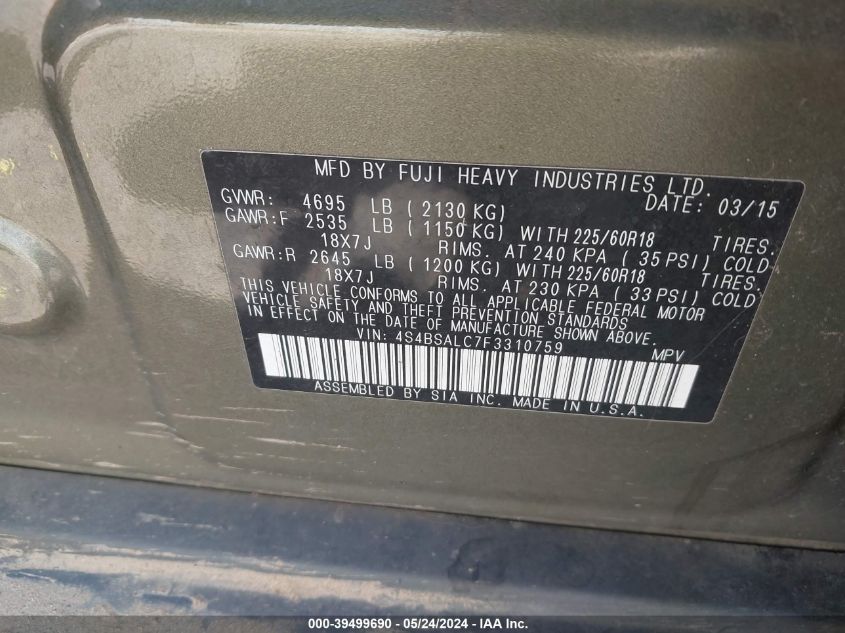 MFD BY FUJI HEAVY INDUSTRIES LTD.
GVWR: 4695 LB ( 2130 KG) DATE: 03/15
GAWR:F 2535 LB ( 1150 KG) WITH 225/60R18 TIRES.
18X7J RIMS. AT 240 KPA ( 35 PSI) COLD
GAWR:R 2645 LB ( 1200 KG) WITH 225/60R18 TIRES.
18X7J RIMS. AT 230 KPA ( 33 PSI) COLD
THIS VEHICLE CONFORMS TO ALL APPLICABLE FEDERAL MOTOR
VEHICLE SAFETY AND THEFT PREVENTION STANDARDS
IN EFFECT ON THE DATE OF MANUFACTURE SHOWN ABOVE.
VIN: 4S4BSALC7F3310759 MPV
ASSEMBLED BY SIA INC. MADE IN U.S.A.
000-39499690 - 05/24/2024 - IAA Inc.